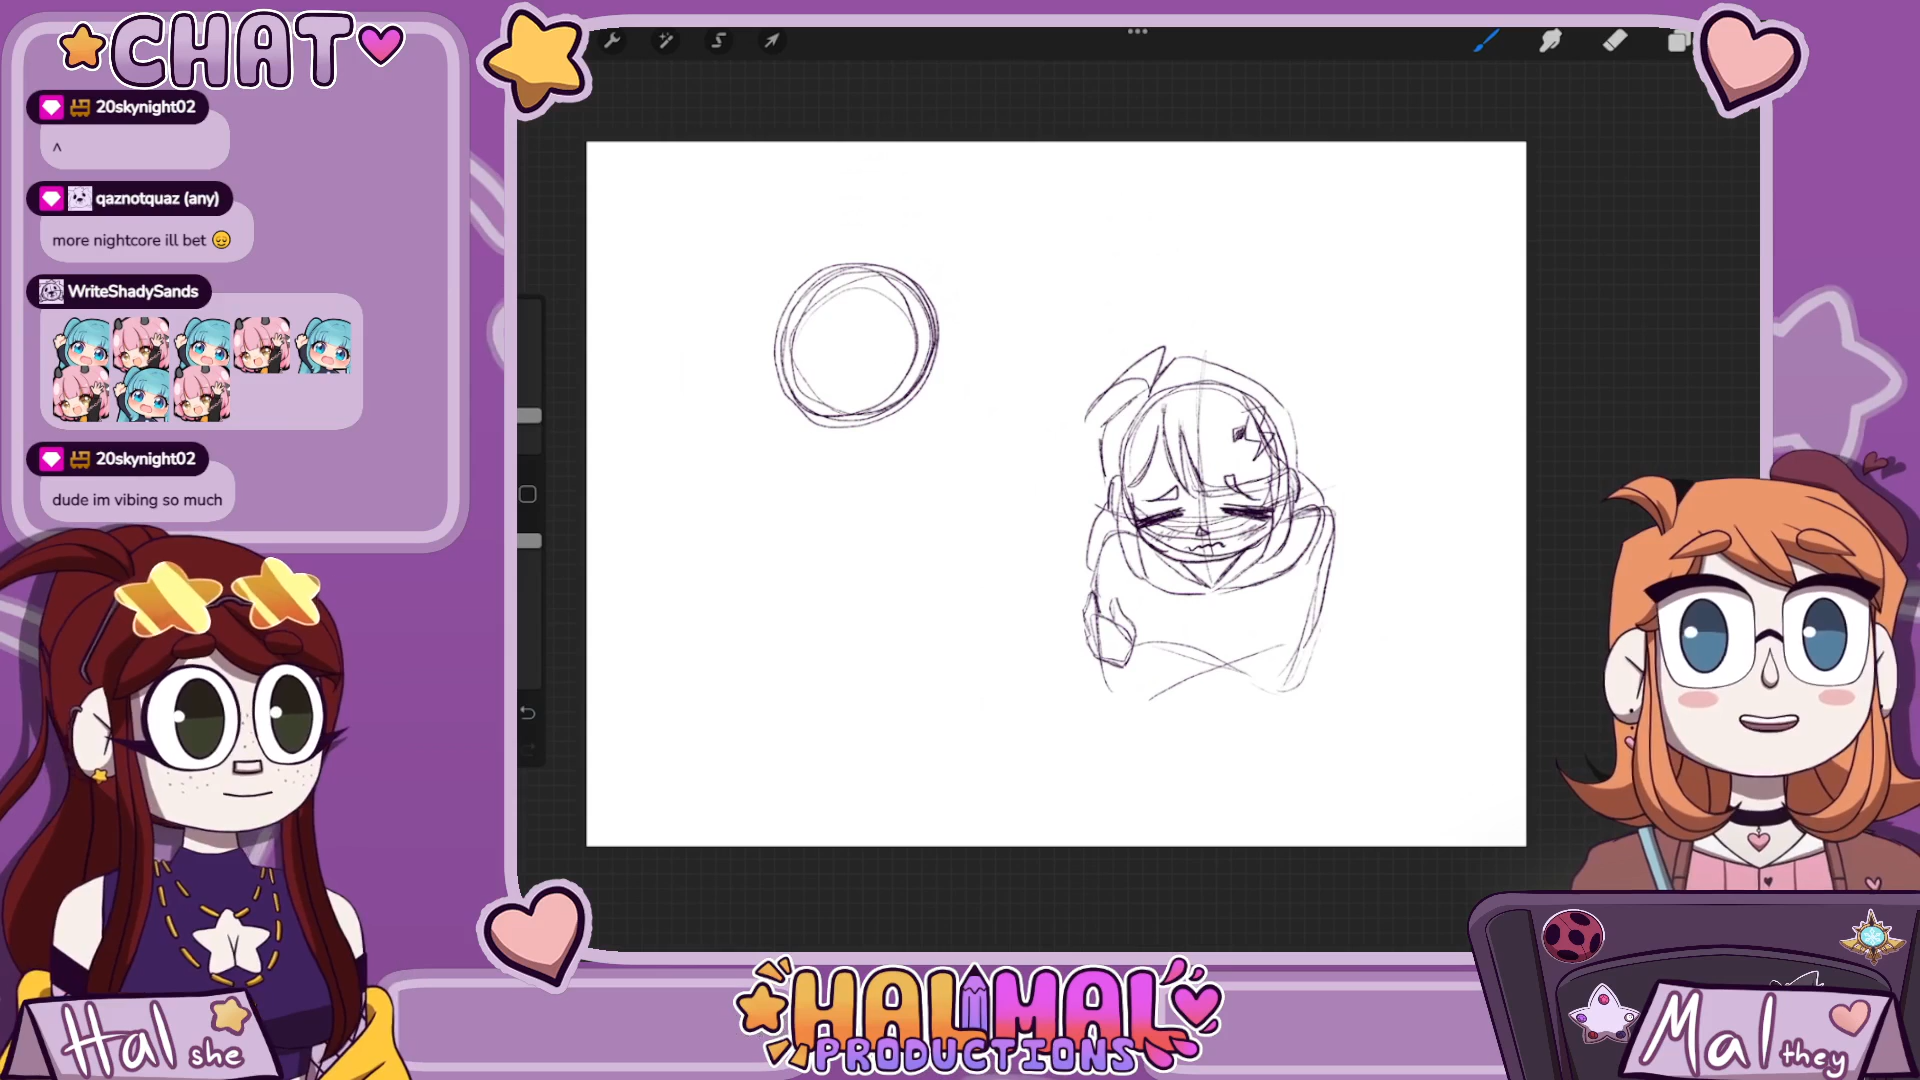 CHAT
20skynight02
^
qaznotquaz (any)
more nightcore ill bet 😌
WriteShadySands
20skynight02
dude im vibing so much
HALMAL
PRODUCTIONS
Hal she
Mal they